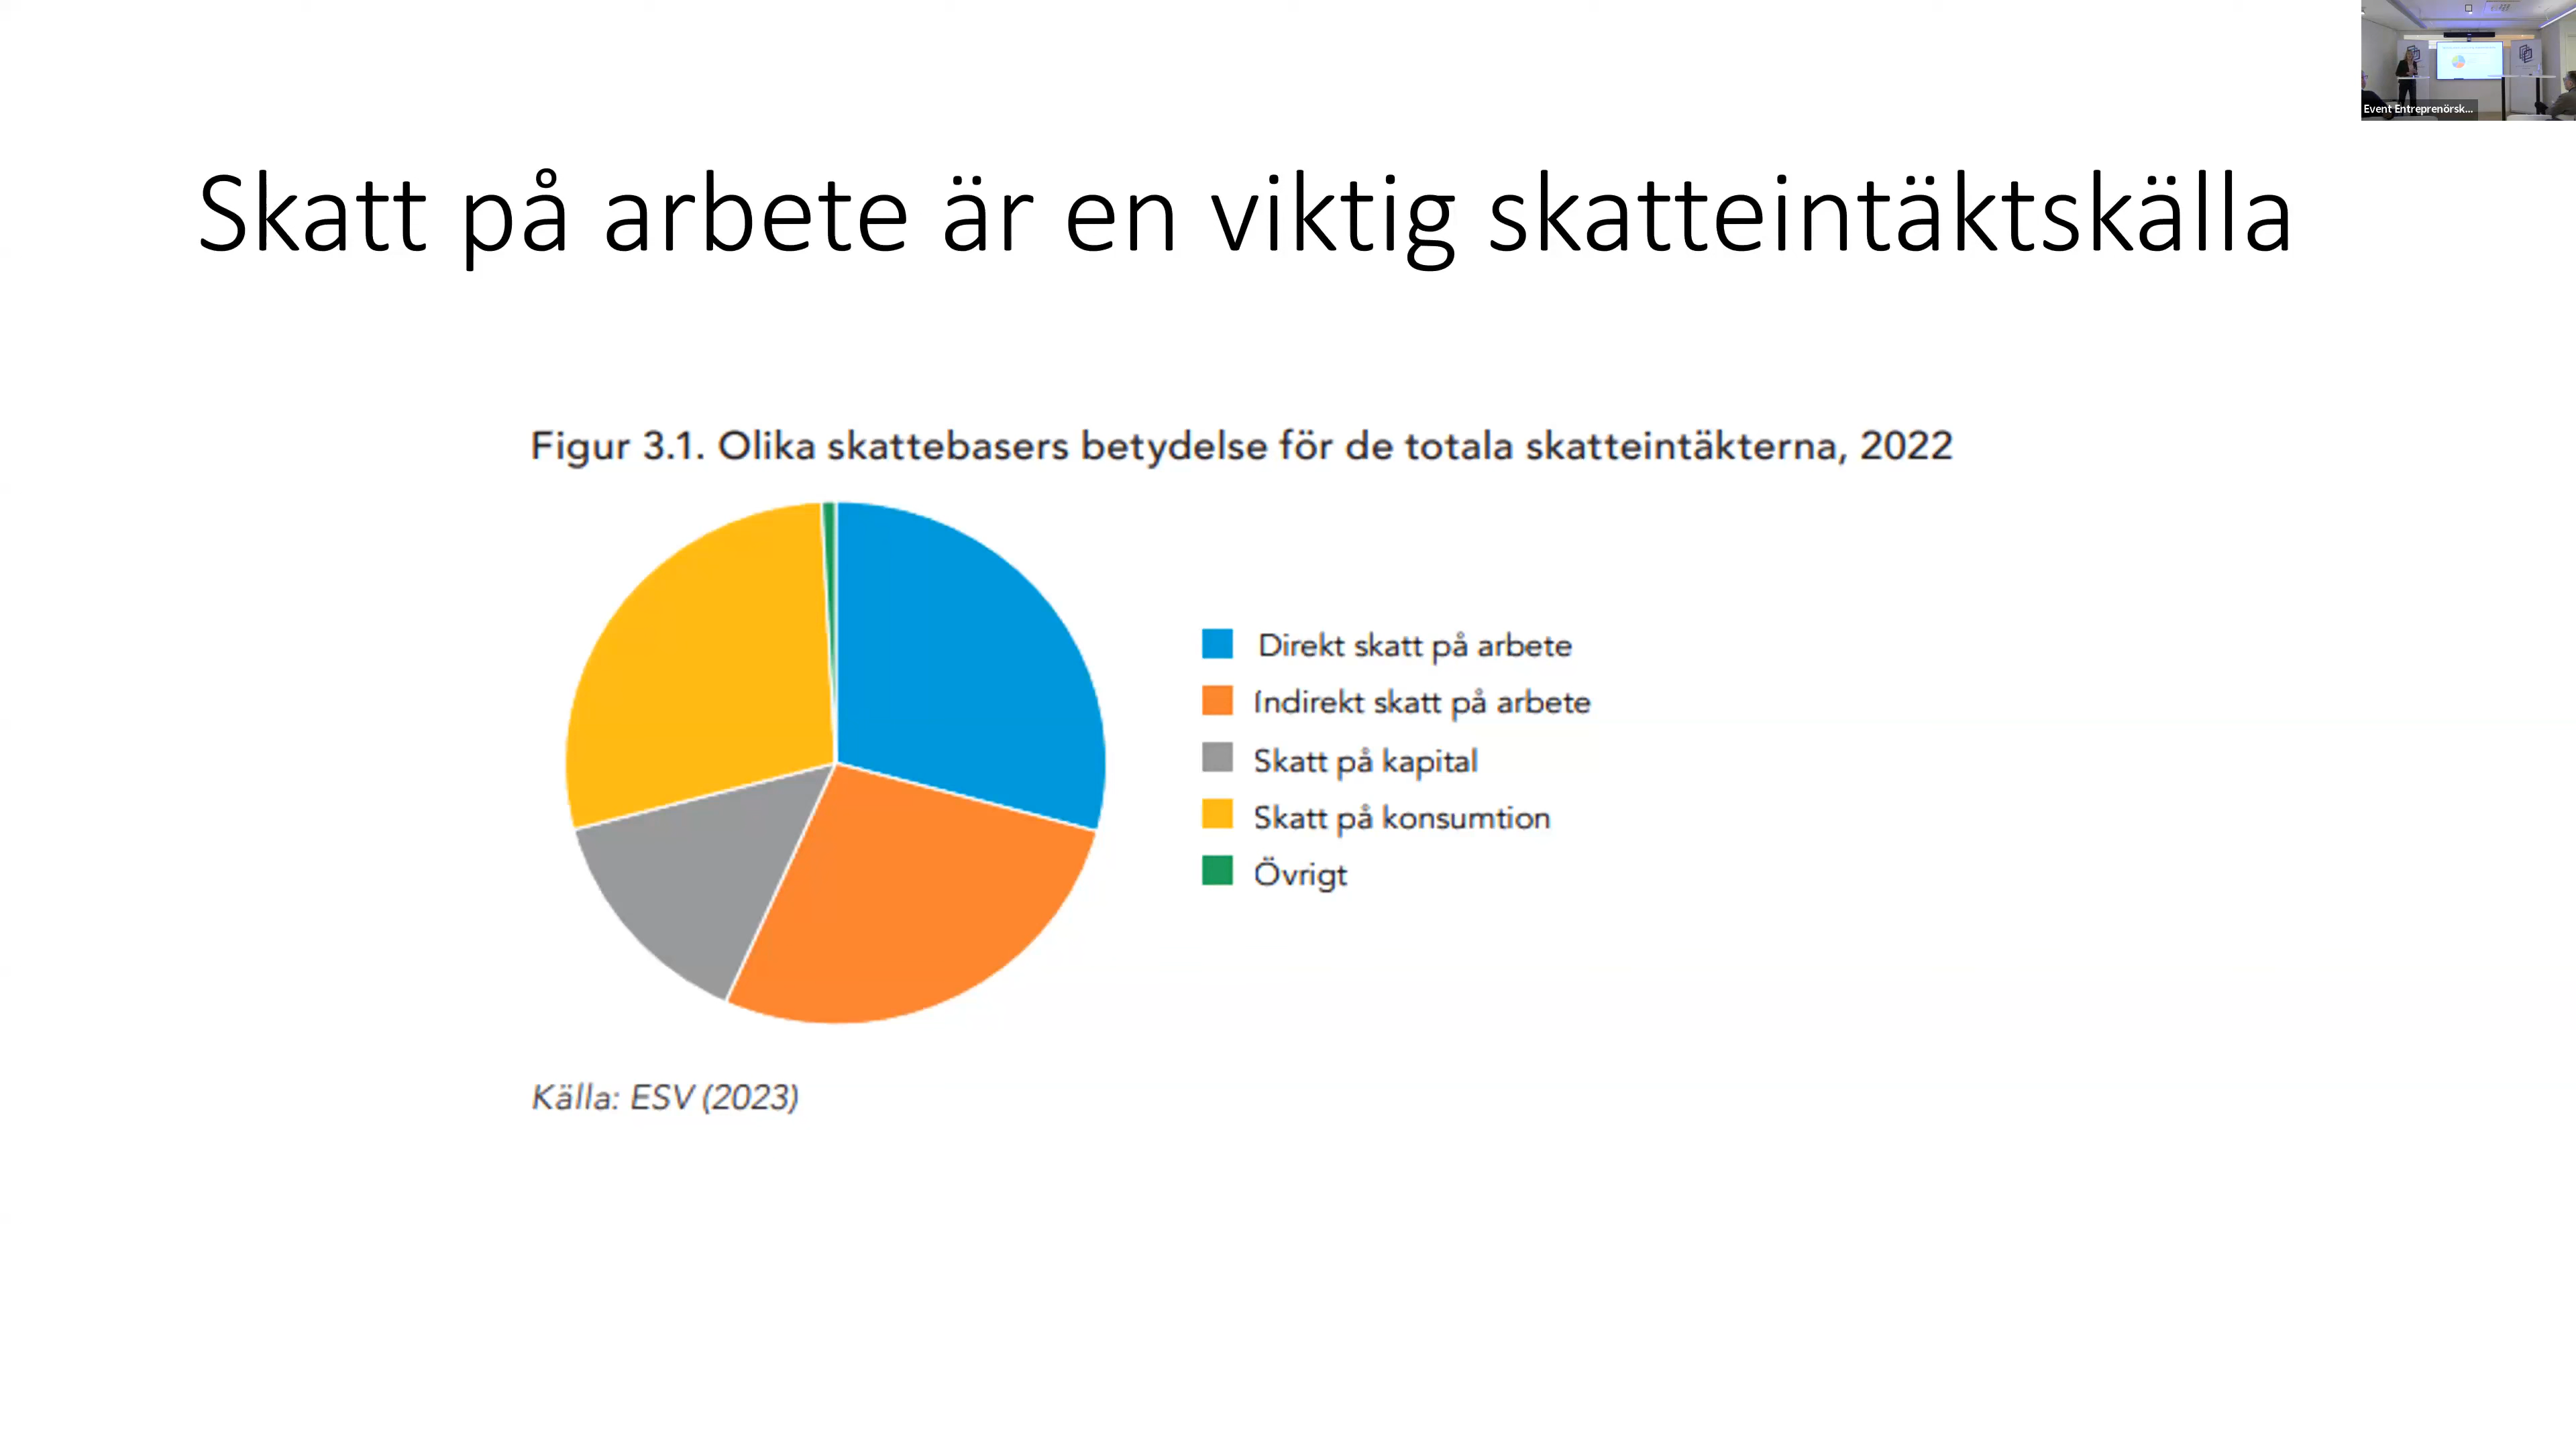 Event Entreprenörsk...
Skatt på arbete är en viktig skatteintäktskälla
Figur 3.1. Olika skattebasers betydelse för de totala skatteintäkterna, 2022
Direkt skatt på arbete
Indirekt skatt på arbete
Skatt på kapital
Skatt på konsumtion
Övrigt
Källa: ESV (2023)